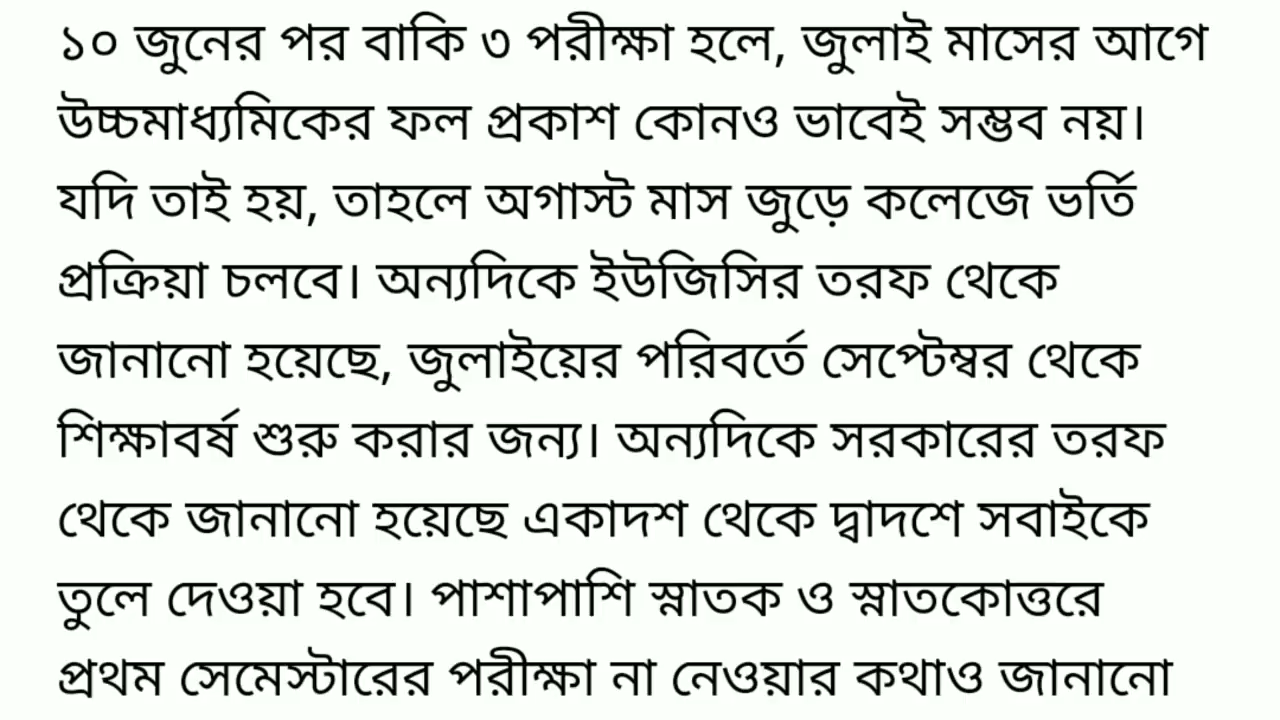 ১০ জুনের পর বাকি ৩ পরীক্ষা হলে, জুলাই মাসের আগে
উচ্চমাধ্যমিকের ফল প্রকাশ কোনও ভাবেই সম্ভব নয়।
যদি তাই হয়, তাহলে অগাস্ট মাস জুড়ে কলেজে ভর্তি
প্রক্রিয়া চলবে। অন্যদিকে ইউজিসির তরফ থেকে
জানানো হয়েছে, জুলাইয়ের পরিবর্তে সেপ্টেম্বর থেকে
শিক্ষাবর্ষ শুরু করার জন্য। অন্যদিকে সরকারের তরফ
থেকে জানানো হয়েছে একাদশ থেকে দ্বাদশে সবাইকে
তুলে দেওয়া হবে। পাশাপাশি স্নাতক ও স্নাতকোত্তরে
প্রথম সেমেস্টারের পরীক্ষা না নেওয়ার কথাও জানানো